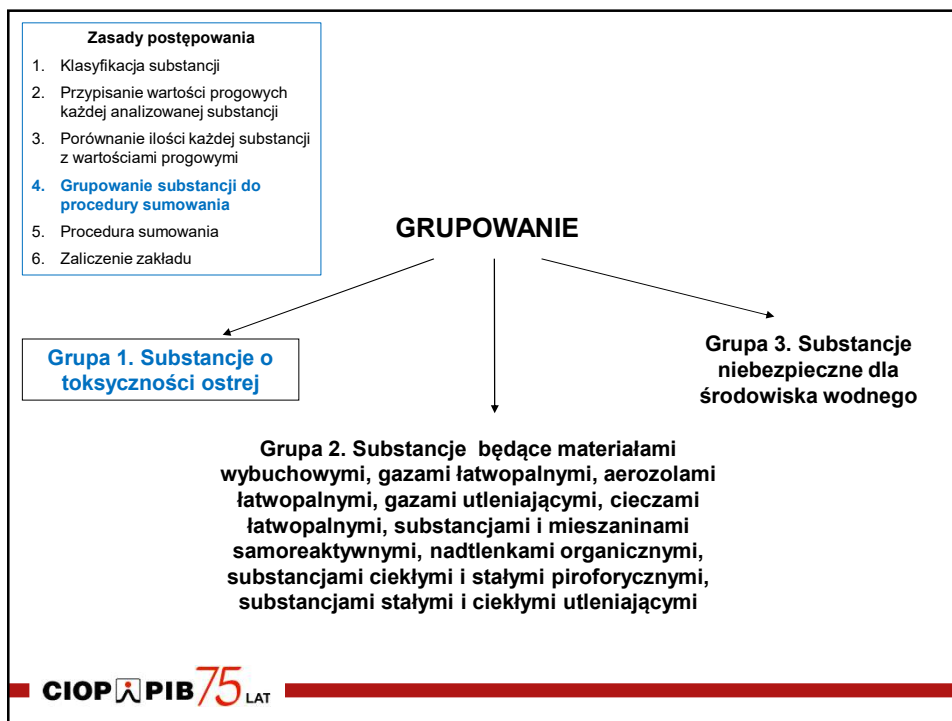 Zasady postępowania
1. Klasyfikacja substancji
2. Przypisanie wartości progowych
każdej analizowanej substancji
3. Porównanie ilości każdej substancji
z wartościami progowymi
4. Grupowanie substancji do
procedury sumowania
5. Procedura sumowania
6. Zaliczenie zakładu
GRUPOWANIE
Grupa 1. Substancje o
toksyczności ostrej
Grupa 3. Substancje
niebezpieczne dla
środowiska wodnego
Grupa 2. Substancje będące materiałami
wybuchowymi, gazami łatwopalnymi, aerozolami
łatwopalnymi, gazami utleniającymi, cieczami
łatwopalnymi, substancjami i mieszaninami
samoreaktywnymi, nadtlenkami organicznymi,
substancjami ciekłymi i stałymi piroforycznymi,
substancjami stałymi i ciekłymi utleniającymi
CIOP PIB 75 LAT